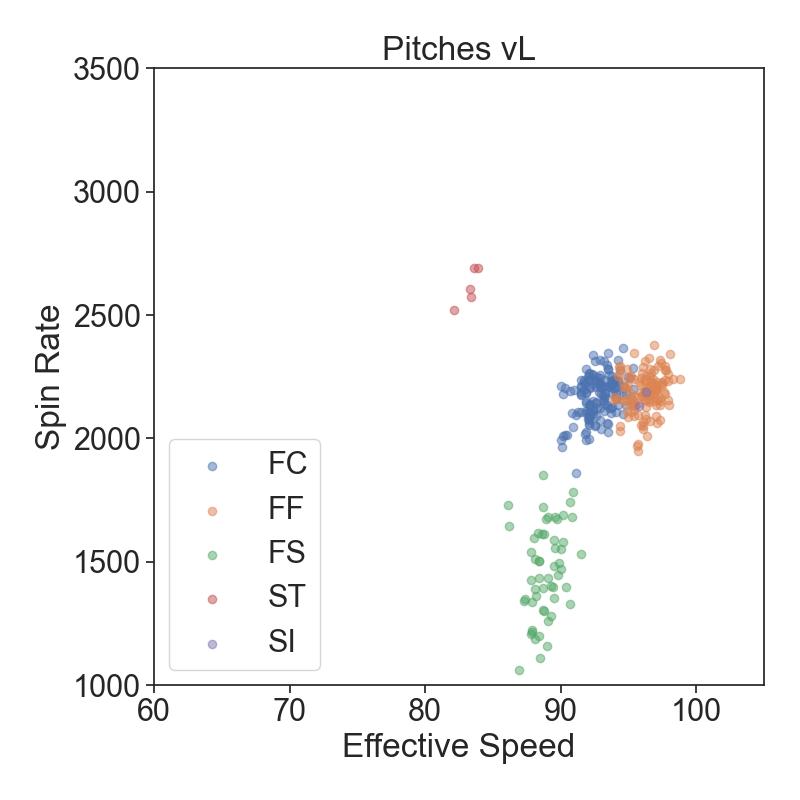 Pitches vL
3500
3000
2500
2000
1500
1000
Spin Rate
FC
FF
FS
ST
SI
60 70 80 90 100
Effective Speed